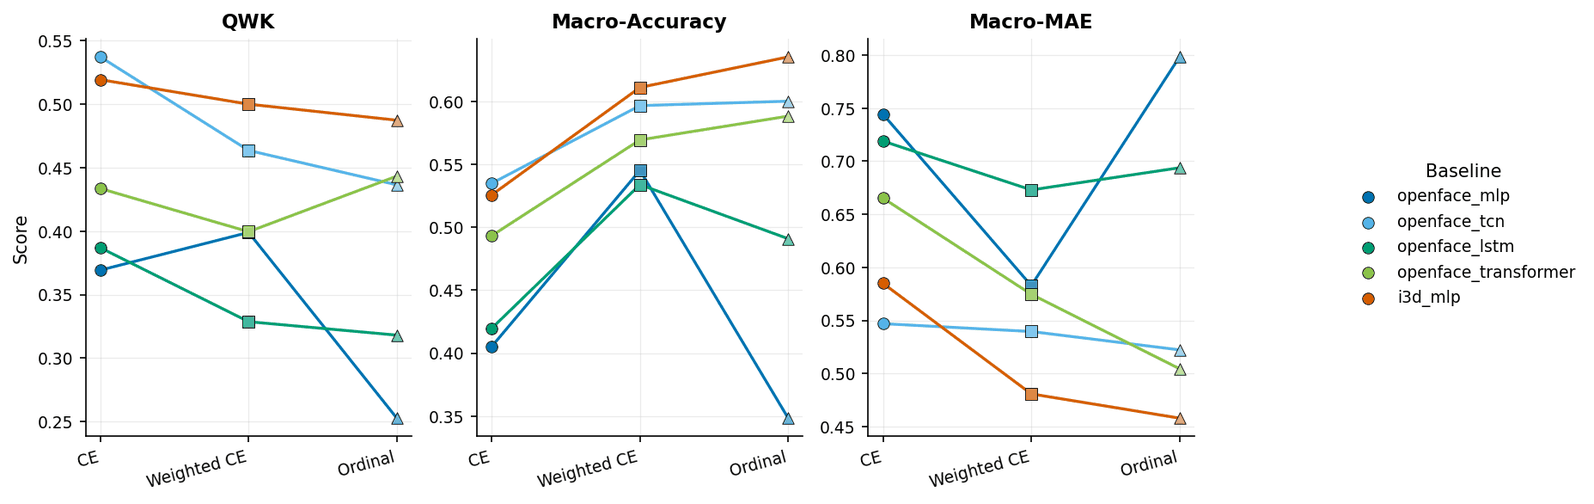 QWK
Macro-Accuracy
Macro-MAE
Score
0.55
0.50
0.45
0.40
0.35
0.30
0.25
CE
Weighted CE
Ordinal
0.60
0.55
0.50
0.45
0.40
0.35
CE
Weighted CE
Ordinal
0.80
0.75
0.70
0.65
0.60
0.55
0.50
0.45
CE
Weighted CE
Ordinal
Baseline
openface_mlp
openface_tcn
openface_lstm
openface_transformer
i3d_mlp